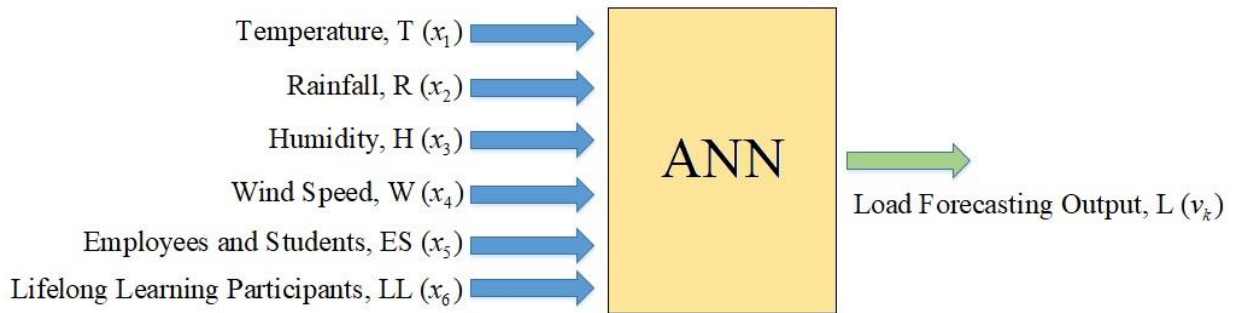 Temperature, T (x₁)
Rainfall, R (x₂)
Humidity, H (x₃)
Wind Speed, W (x₄)
Employees and Students, ES (x₅)
Lifelong Learning Participants, LL (x₆)
ANN
Load Forecasting Output, L (vₖ)